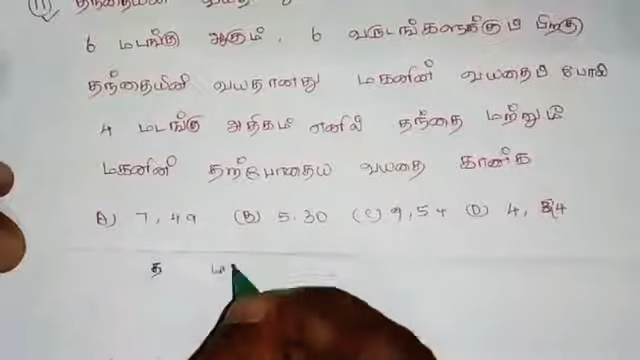 6 மடங்கு ஆகும். 6 வருடங்களுக்குப் பிறகு
தந்தையின் வயதானது மகனின் வயதைப் போல்
4 மடங்கு அதிகம் எனில் தந்தை மற்றும்
மகனின் தற்போதைய வயதை காண்க
A) 7, 49 (B) 5, 30 (C) 9, 54 D) 4, 34
த ம